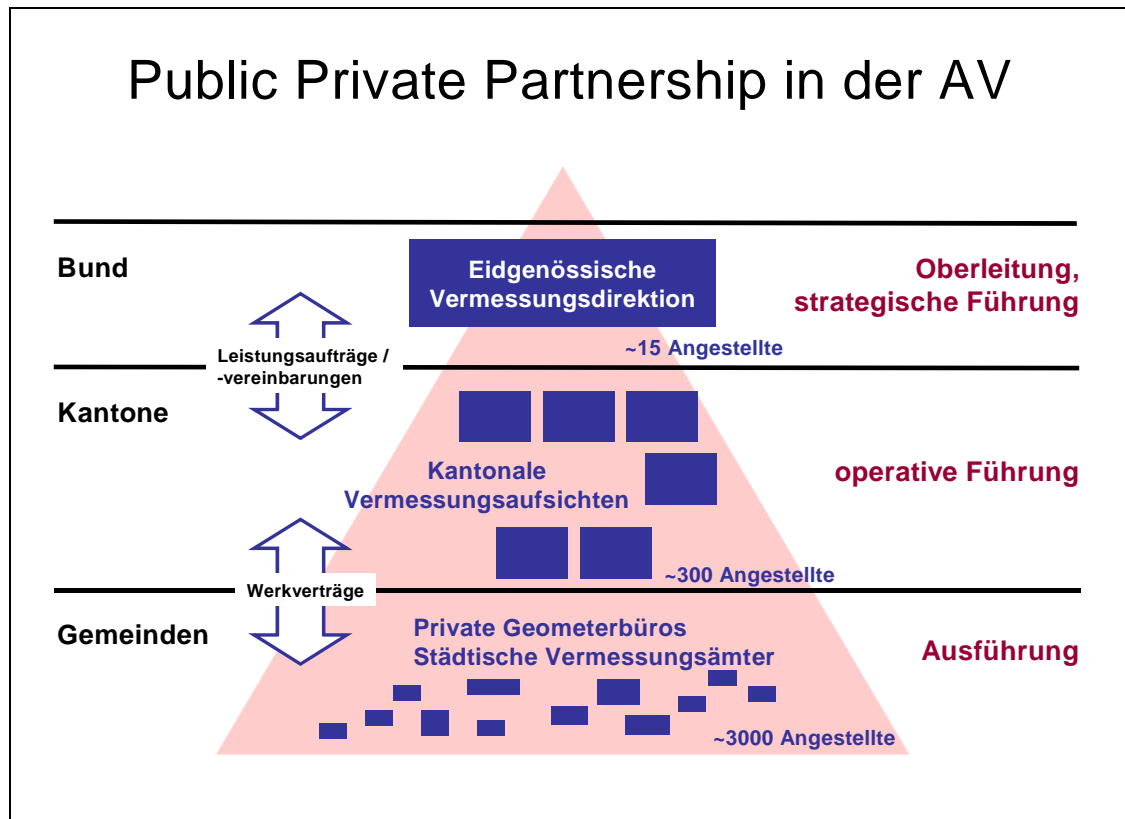 Public Private Partnership in der AV
Bund
Eidgenössische
Vermessungsdirektion
Oberleitung,
strategische Führung
~15 Angestellte
Leistungsaufträge /
-vereinbarungen
Kantone
Kantonale
Vermessungsaufsichten
operative Führung
~300 Angestellte
Werkverträge
Gemeinden
Private Geometerbüros
Städtische Vermessungsämter
Ausführung
~3000 Angestellte